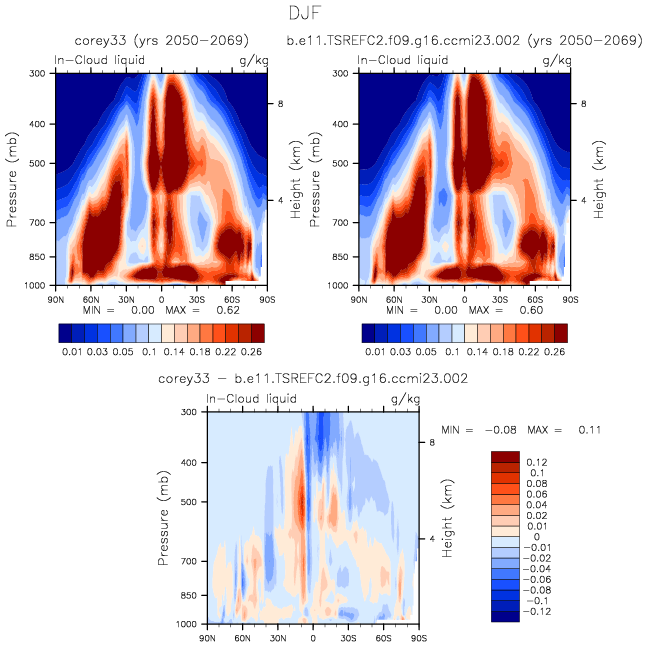 DJF
corey33 (yrs 2050-2069)
b.e11.TSREFC2.f09.g16.ccmi23.002 (yrs 2050-2069)
In-Cloud liquid g/kg
In-Cloud liquid g/kg
300
400
500
700
850
1000
Pressure (mb)
8
4
Height (km)
90N 60N 30N 0 30S 60S 90S
MIN = 0.00 MAX = 0.62
0.01 0.03 0.05 0.1 0.14 0.18 0.22 0.26
300
400
500
700
850
1000
Pressure (mb)
8
4
Height (km)
90N 60N 30N 0 30S 60S 90S
MIN = 0.00 MAX = 0.60
0.01 0.03 0.05 0.1 0.14 0.18 0.22 0.26
corey33 - b.e11.TSREFC2.f09.g16.ccmi23.002
In-Cloud liquid g/kg
300
400
500
700
850
1000
Pressure (mb)
8
4
Height (km)
90N 60N 30N 0 30S 60S 90S
MIN = -0.08 MAX = 0.11
0.12
0.1
0.08
0.06
0.04
0.02
0.01
0
-0.01
-0.02
-0.04
-0.06
-0.08
-0.1
-0.12